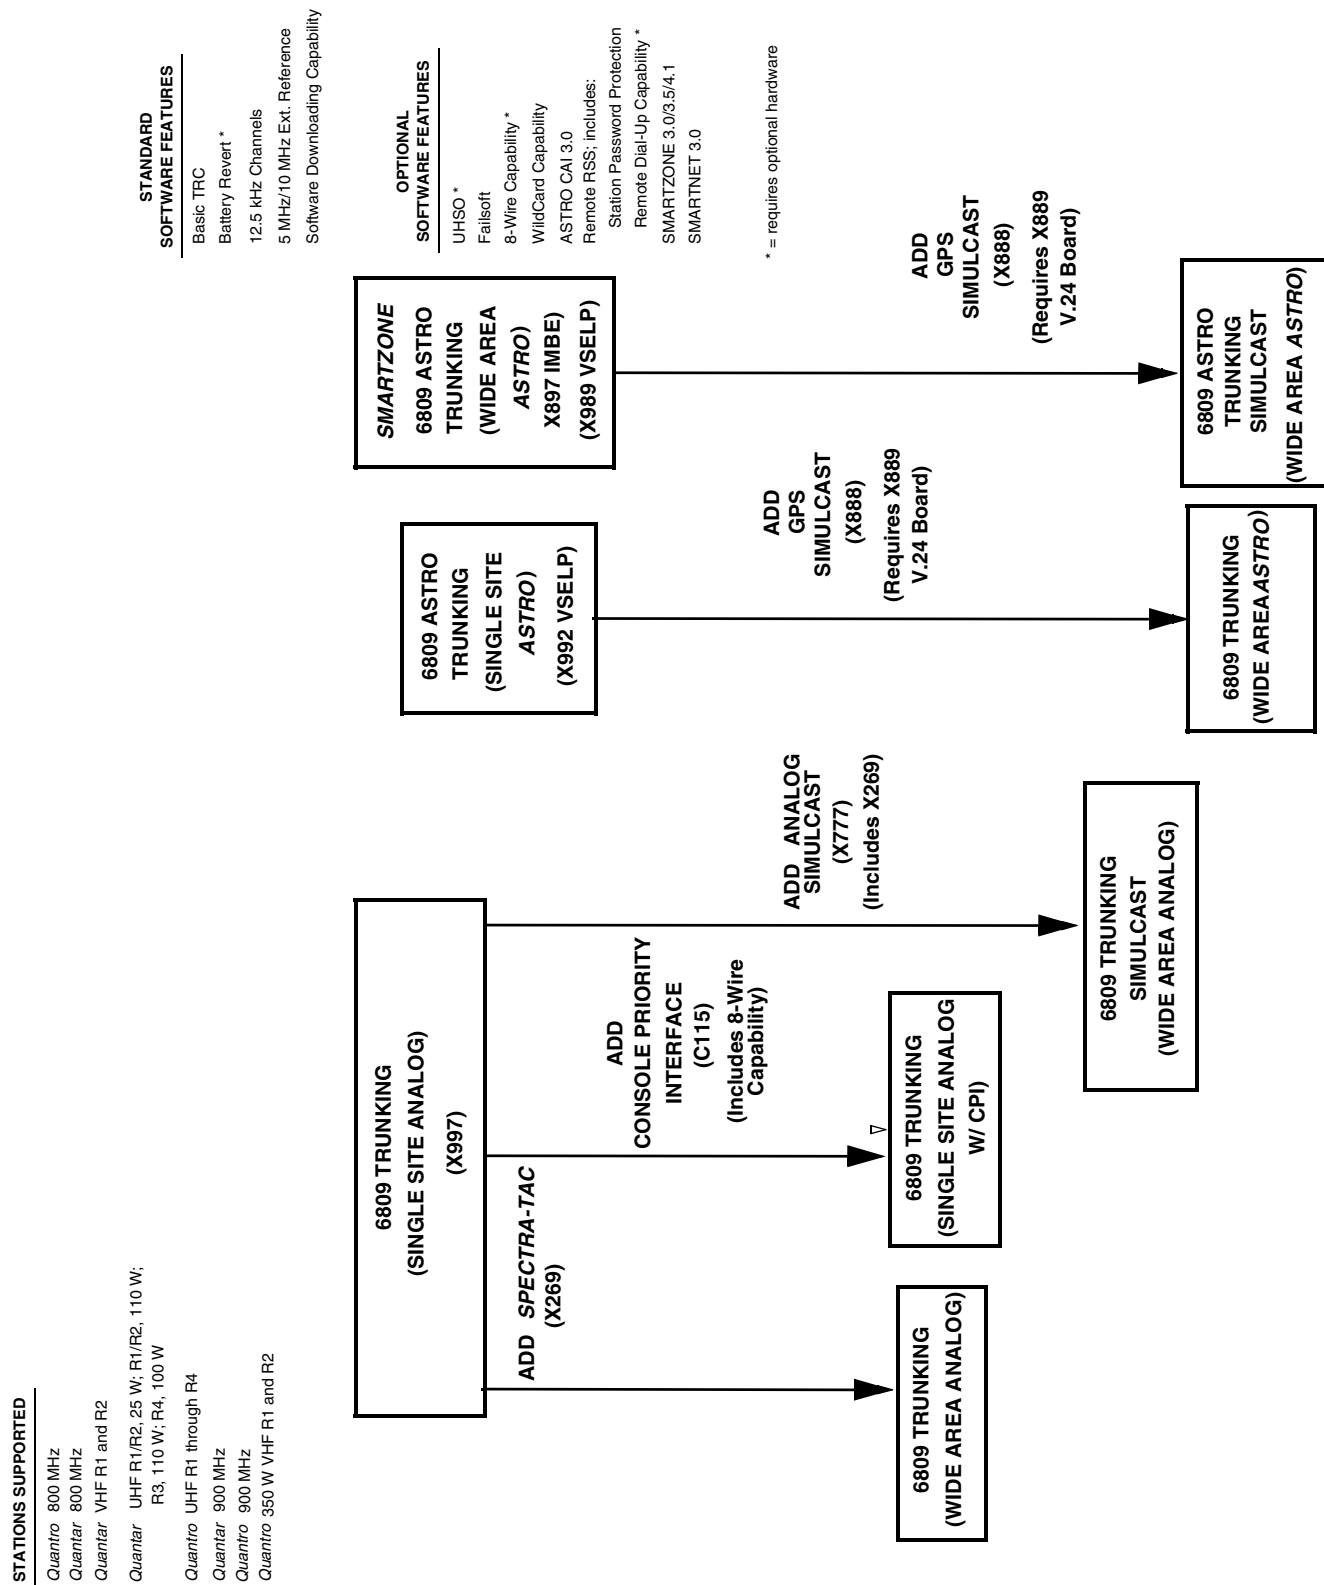 STATIONS SUPPORTED
Quantro 800 MHz
Quantar 800 MHz
Quantar VHF R1 and R2
Quantar UHF R1/R2, 25 W; R1/R2, 110 W;
R3, 110 W; R4, 100 W
Quantro UHF R1 through R4
Quantar 900 MHz
Quantro 900 MHz
Quantro 350 W VHF R1 and R2
STANDARD
SOFTWARE FEATURES
Basic TRC
Battery Revert *
12.5 kHz Channels
5 MHz/10 MHz Ext. Reference
Software Downloading Capability
OPTIONAL
SOFTWARE FEATURES
UHSO *
Failsoft
8-Wire Capability *
WildCard Capability
ASTRO CAI 3.0
Remote RSS; includes:
Station Password Protection
Remote Dial-Up Capability *
SMARTZONE 3.0/3.5/4.1
SMARTNET 3.0
* = requires optional hardware
6809 TRUNKING
(SINGLE SITE ANALOG)
(X997)
6809 ASTRO
TRUNKING
(SINGLE SITE
ASTRO)
(X992 VSELP)
SMARTZONE
6809 ASTRO
TRUNKING
(WIDE AREA
ASTRO)
X897 IMBE)
(X989 VSELP)
ADD SPECTRA-TAC
(X269)
ADD
CONSOLE PRIORITY
INTERFACE
(C115)
(Includes 8-Wire
Capability)
ADD ANALOG
SIMULCAST
(X777)
(Includes X269)
ADD
GPS
SIMULCAST
(X888)
(Requires X889
V.24 Board)
ADD
GPS
SIMULCAST
(X888)
(Requires X889
V.24 Board)
6809 TRUNKING
(WIDE AREA ANALOG)
6809 TRUNKING
(SINGLE SITE ANALOG
W/ CPI)
6809 TRUNKING
SIMULCAST
(WIDE AREA ANALOG)
6809 TRUNKING
(WIDE AREA ASTRO)
6809 ASTRO
TRUNKING
SIMULCAST
(WIDE AREA ASTRO)